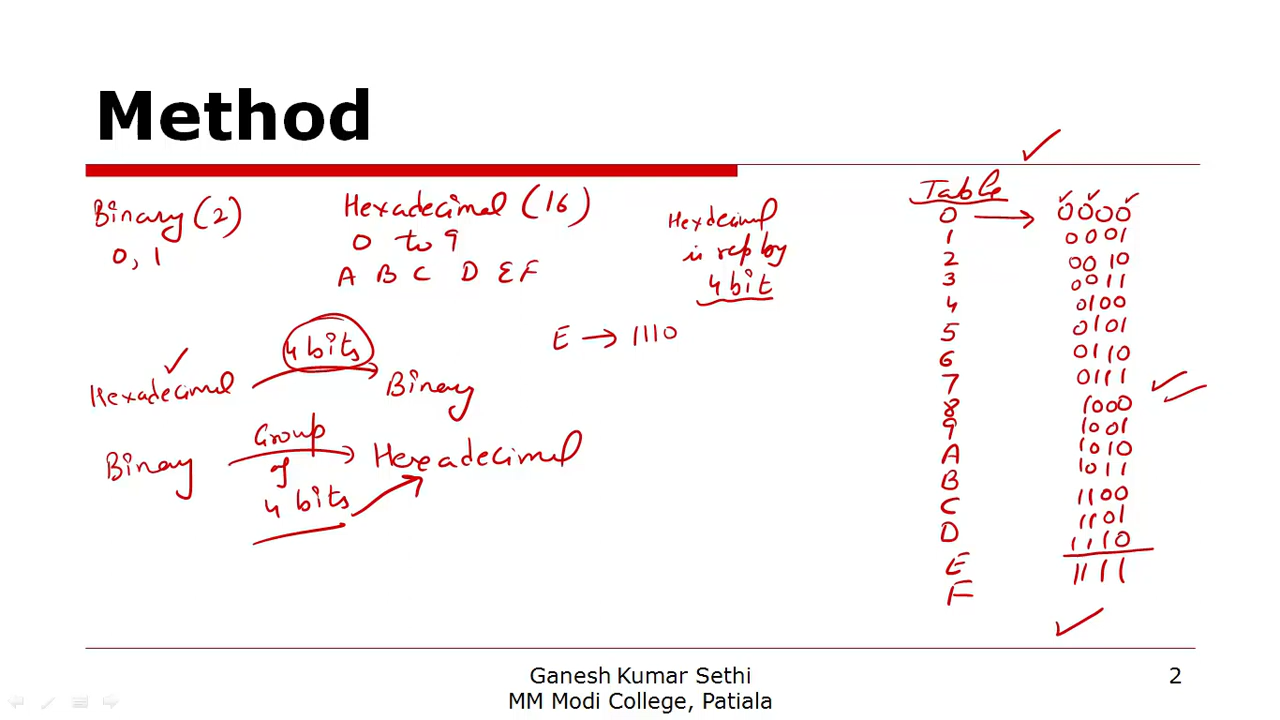 Method
Binary (2)
0, 1
Hexadecimal (16)
0 to 9
A B C D E F
Hexdecimal
is rep by
4 bit
E → 1110
Hexadecimal 4 bits Binary
Binary Group of 4 bits Hexeadecimal
Table
0 → 0000
1 0001
2 0010
3 0011
4 0100
5 0101
6 0110
7 0111
8 1000
9 1001
A 1010
B 1011
C 1100
D 1101
E 1110
F 1111
Ganesh Kumar Sethi
MM Modi College, Patiala
2